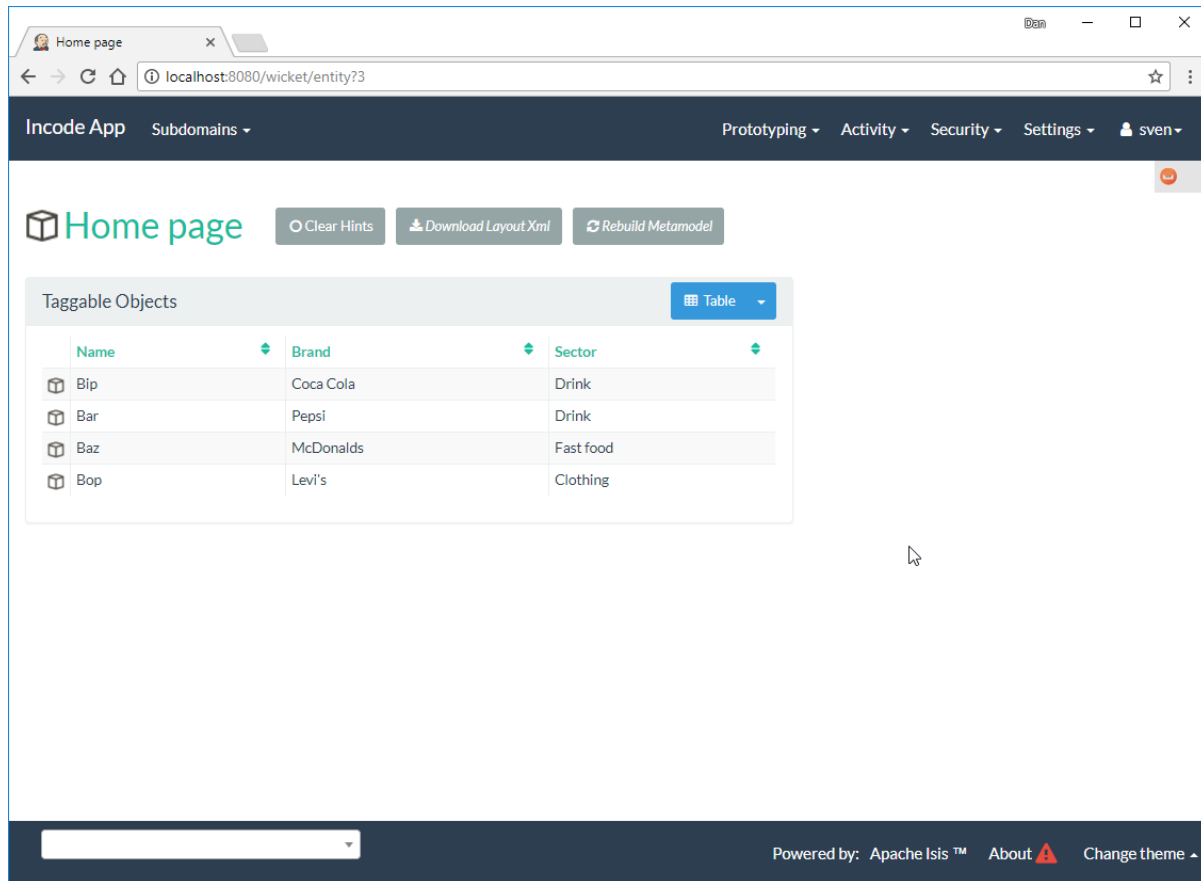 Dan
Home page
localhost:8080/wicket/entity?3
Incode App Subdomains Prototyping Activity Security Settings sven
Home page Clear Hints Download Layout Xml Rebuild Metamodel
Taggable Objects Table
Name Brand Sector
Bip Coca Cola Drink
Bar Pepsi Drink
Baz McDonalds Fast food
Bop Levi's Clothing
Powered by: Apache Isis ™ About Change theme